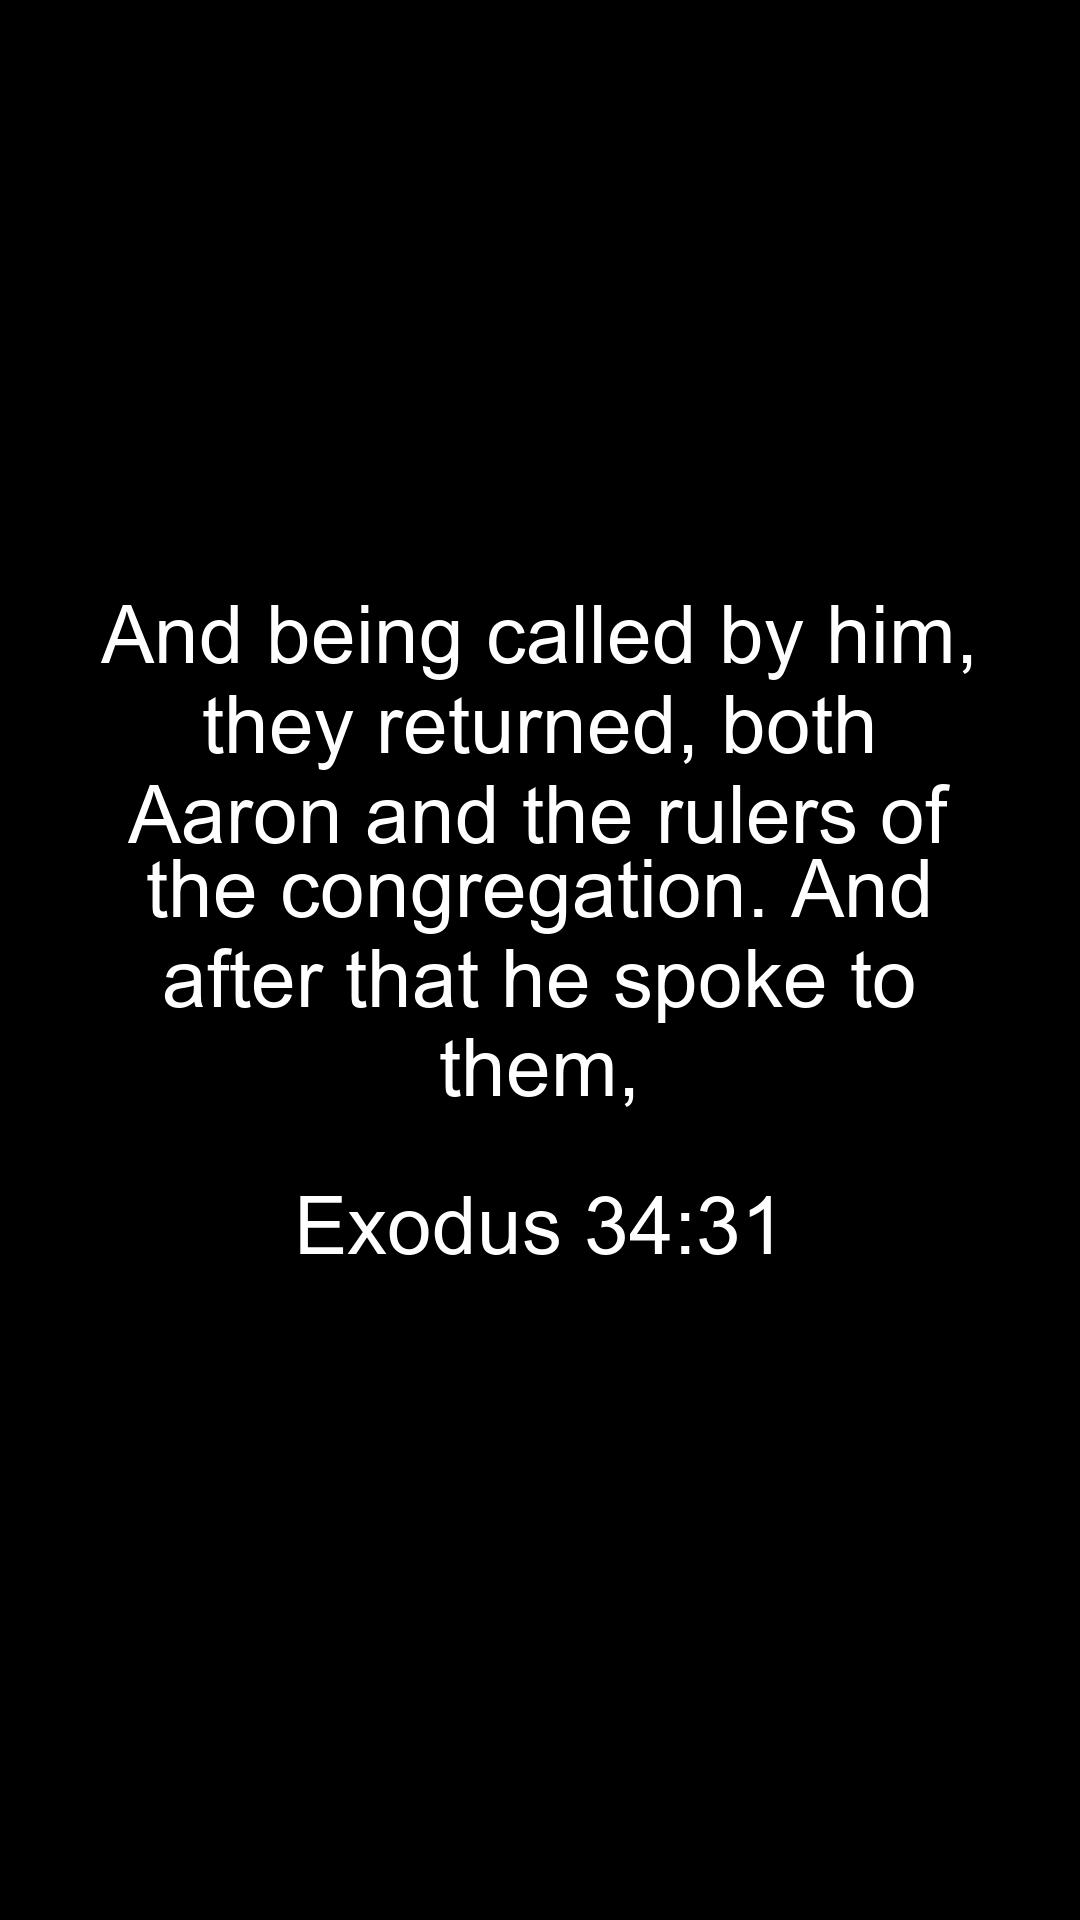 And being called by him,
they returned, both
Aaron and the rulers of
the congregation. And
after that he spoke to
them,
Exodus 34:31